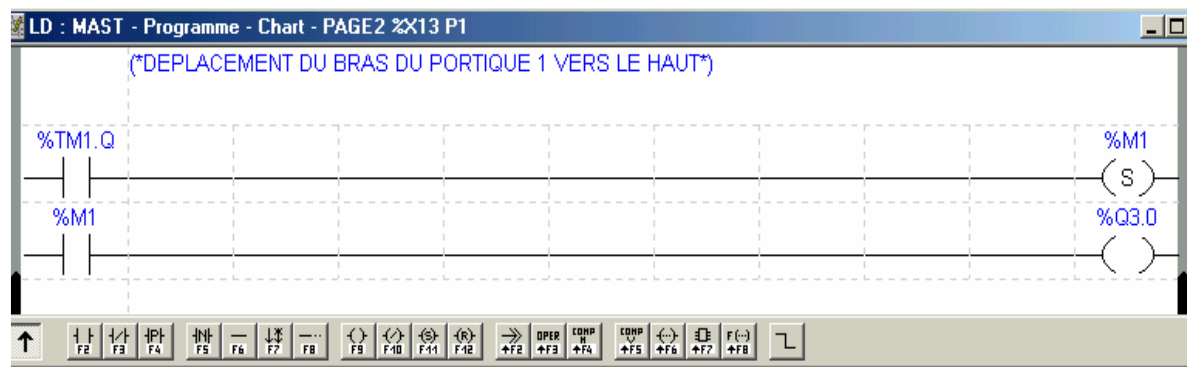 LD : MAST - Programme - Chart - PAGE2 %X13 P1
(*DEPLACEMENT DU BRAS DU PORTIQUE 1 VERS LE HAUT*)
%TM1.Q %M1
S
%M1 %Q3.0
P N S R OPER COMP H COMP V F(··)
F2 F3 F4 F5 F6 F7 F8 F9 F10 F11 F12 F2 F3 F4 F5 F6 F7 F8